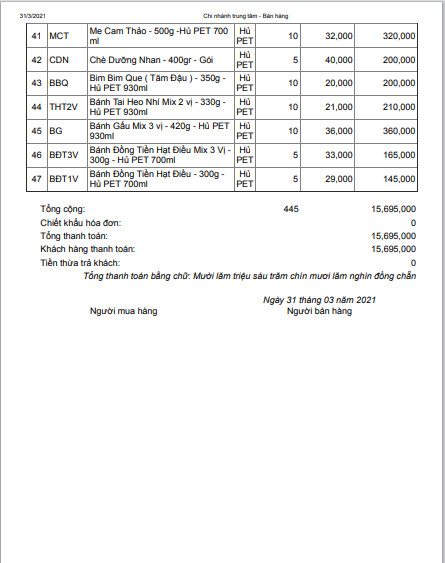 31/3/2021 Chi nhánh trung tâm - Bán hàng
41 MCT Me Cam Thảo - 500g -Hủ PET 700 ml Hủ PET 10 32,000 320,000
42 CDN Chè Dưỡng Nhan - 400gr - Gói Hủ PET 5 40,000 200,000
43 BBQ Bim Bim Que ( Tăm Đậu ) - 350g - Hủ PET 930ml Hủ PET 10 20,000 200,000
44 THT2V Bánh Tai Heo Nhí Mix 2 vị - 330g - Hủ PET 930ml Hủ PET 10 21,000 210,000
45 BG Bánh Gấu Mix 3 vị - 420g - Hủ PET 930ml Hủ PET 10 36,000 360,000
46 BĐT3V Bánh Đồng Tiền Hạt Điều Mix 3 Vị - 300g - Hủ PET 700ml Hủ PET 5 33,000 165,000
47 BĐT1V Bánh Đồng Tiền Hạt Điều - 300g - Hủ PET 700ml Hủ PET 5 29,000 145,000
Tổng cộng: 445 15,695,000
Chiết khấu hóa đơn: 0
Tổng thanh toán: 15,695,000
Khách hàng thanh toán: 15,695,000
Tiền thừa trả khách: 0
Tổng thanh toán bằng chữ: Mười lăm triệu sáu trăm chín mươi lăm nghìn đồng chẵn
Ngày 31 tháng 03 năm 2021
Người mua hàng Người bán hàng